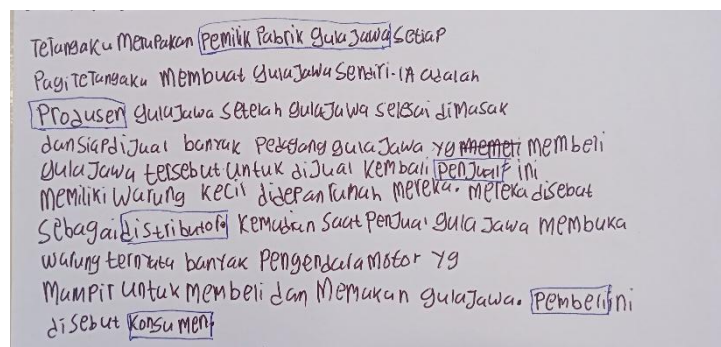 Tetangaku merupakan pemilik pabrik gula Jawa setiap
Pagi Tetangaku Membuat gula Jawa sendiri. IA adalah
Produsen gula Jawa setelah gula Jawa selesai dimasak
dan siap dijual banyak Pedagang gula Jawa yg membeli
gula Jawa tersebut untuk dijual kembali penjual ini
memiliki warung kecil didepan rumah mereka. mereka disebut
sebagai distributor kemudian saat penjual gula Jawa membuka
warung ternyata banyak pengendara motor yg
mampir untuk membeli dan memakan gula Jawa. pembeli ini
disebut konsumen